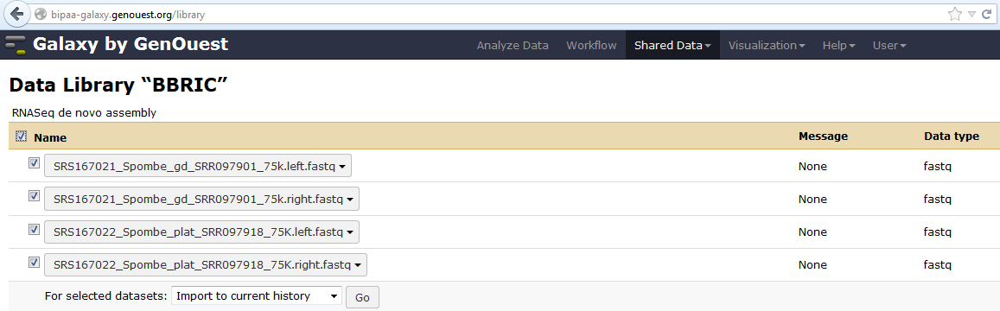 bipaa-galaxy.genouest.org/library
Galaxy by GenOuest Analyze Data Workflow Shared Data Visualization Help User
Data Library “BBRIC”
RNASeq de novo assembly
Name Message Data type
SRS167021_Spombe_gd_SRR097901_75k.left.fastq None fastq
SRS167021_Spombe_gd_SRR097901_75k.right.fastq None fastq
SRS167022_Spombe_plat_SRR097918_75K.left.fastq None fastq
SRS167022_Spombe_plat_SRR097918_75K.right.fastq None fastq
For selected datasets: Import to current history Go